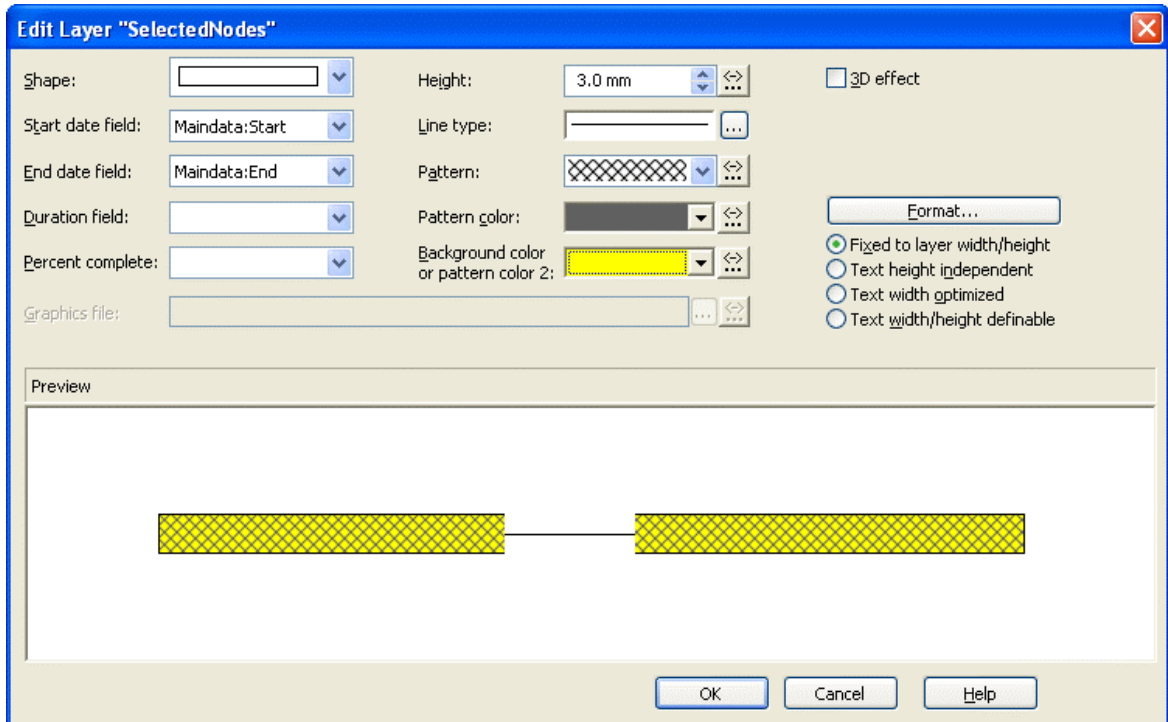 Edit Layer "SelectedNodes"
Shape:
Height:
3.0 mm
3D effect
Start date field:
Maindata:Start
Line type:
...
End date field:
Maindata:End
Pattern:
Duration field:
Pattern color:
Format...
Percent complete:
Background color
or pattern color 2:
Fixed to layer width/height
Text height independent
Text width optimized
Text width/height definable
Graphics file:
...
Preview
OK
Cancel
Help